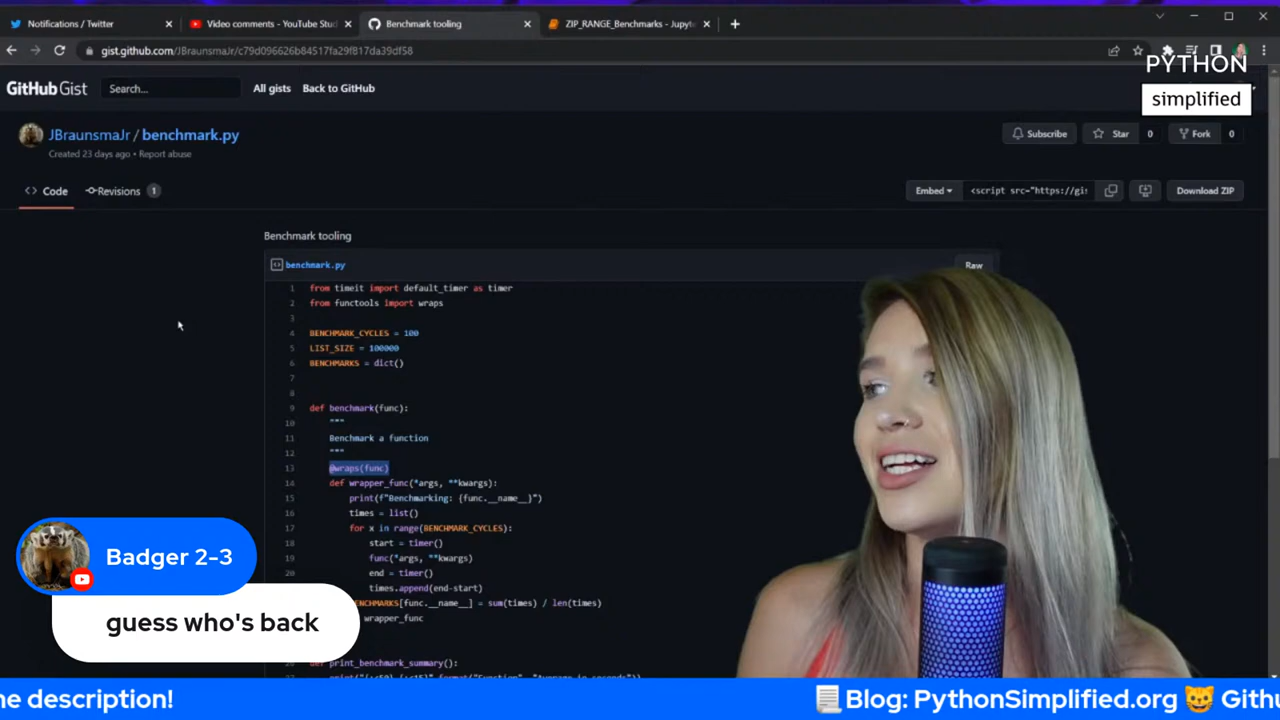 Notifications / Twitter
Video comments - YouTube Stud
Benchmark tooling
ZIP_RANGE_Benchmarks - Jupyte
gist.github.com/JBraunsmaJr/c79d096626b84517fa29f817da39df58
PYTHON
simplified
GitHub Gist
Search...
All gists
Back to GitHub
JBraunsmaJr / benchmark.py
Created 23 days ago • Report abuse
Subscribe
Star 0
Fork 0
Code
Revisions 1
Embed
<script src="https://gi
Download ZIP
Benchmark tooling
benchmark.py
Raw
1 from timeit import default_timer as timer
2 from functools import wraps
3
4 BENCHMARK_CYCLES = 100
5 LIST_SIZE = 100000
6 BENCHMARKS = dict()
7
8
9 def benchmark(func):
10 """
11 Benchmark a function
12 """
13 @wraps(func)
14 def wrapper_func(*args, **kwargs):
15 print(f"Benchmarking: {func.__name__}")
16 times = list()
17 for x in range(BENCHMARK_CYCLES):
18 start = timer()
19 func(*args, **kwargs)
20 end = timer()
times.append(end-start)
ENCHMARKS[func.__name__] = sum(times) / len(times)
wrapper_func
def print_benchmark_summary():
Badger 2-3
guess who's back
he description!
Blog: PythonSimplified.org
Githu